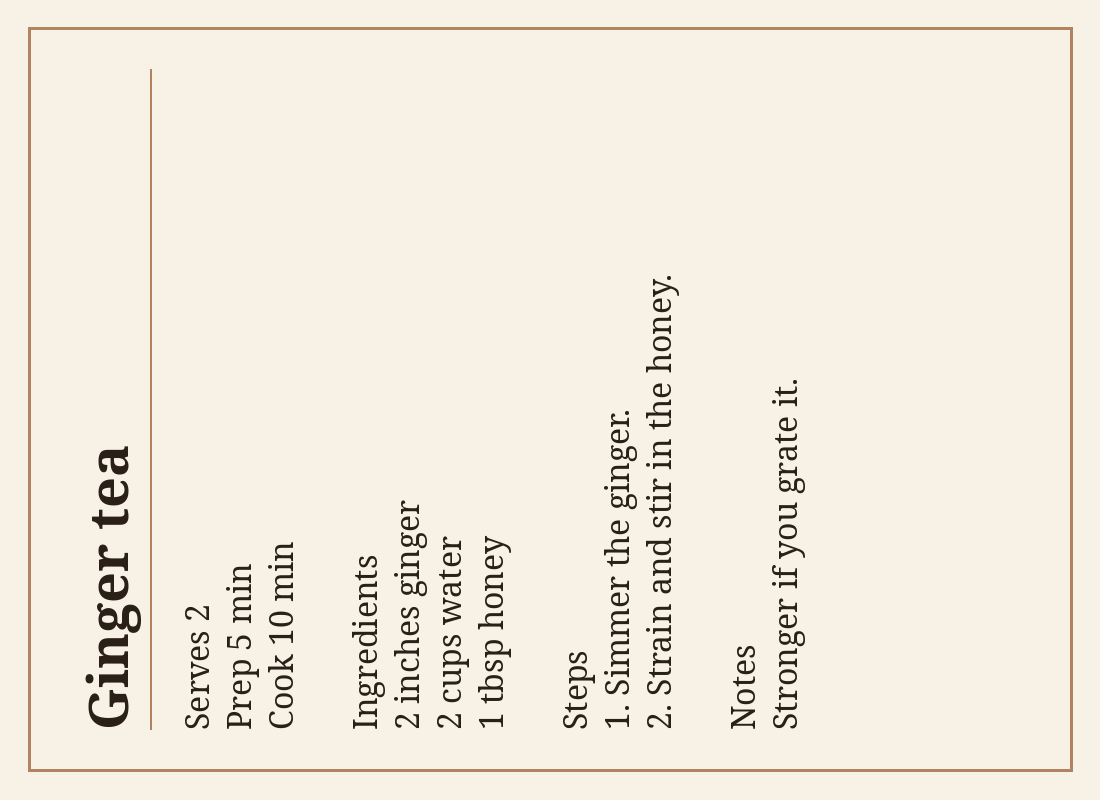 Ginger tea
Serves 2
Prep 5 min
Cook 10 min
Ingredients
2 inches ginger
2 cups water
1 tbsp honey
Steps
1. Simmer the ginger.
2. Strain and stir in the honey.
Notes
Stronger if you grate it.